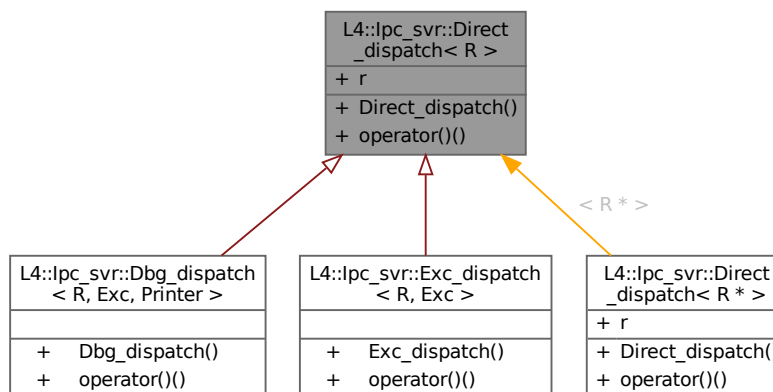 L4::Ipc_svr::Direct
_dispatch< R >
+ r
+ Direct_dispatch()
+ operator()()
< R * >
L4::Ipc_svr::Dbg_dispatch
< R, Exc, Printer >
+ Dbg_dispatch()
+ operator()()
L4::Ipc_svr::Exc_dispatch
< R, Exc >
+ Exc_dispatch()
+ operator()()
L4::Ipc_svr::Direct
_dispatch< R * >
+ r
+ Direct_dispatch(
+ operator()()